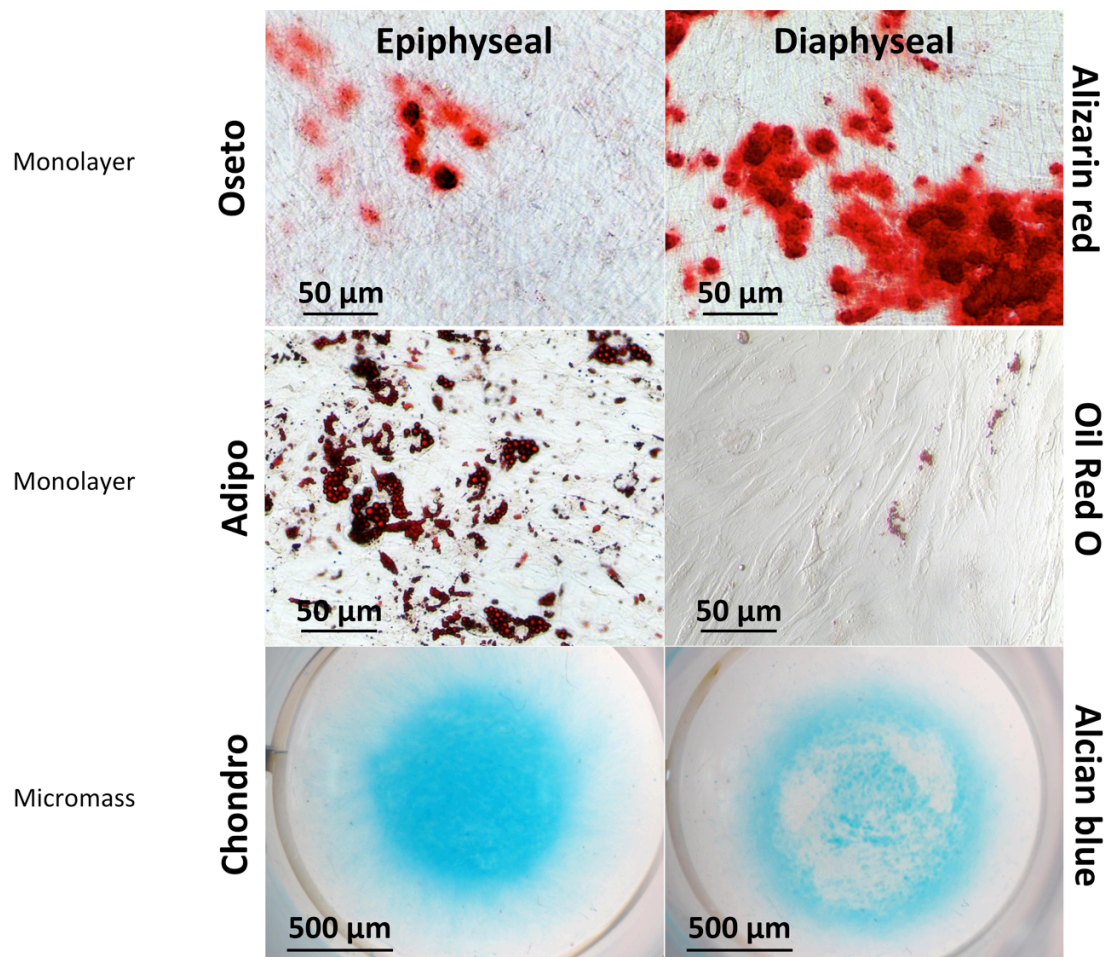 Epiphyseal
Diaphyseal
Monolayer
Oseto
50 µm
50 µm
Alizarin red
Monolayer
Adipo
50 µm
50 µm
Oil Red O
Micromass
Chondro
500 µm
500 µm
Alcian blue